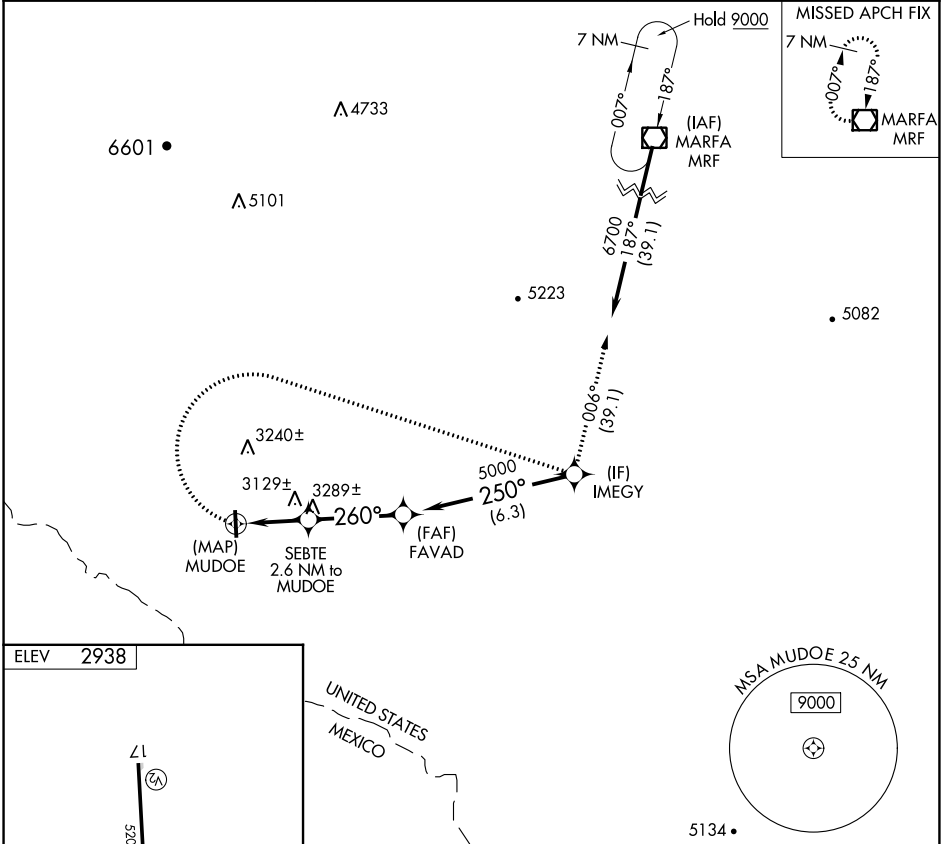 Hold 9000
7 NM
007°
187°
(IAF)
MARFA
MRF
MISSED APCH FIX
7 NM
007°
187°
MARFA
MRF
4733
6601
5101
6700
187°
(39.1)
5223
5082
006°
(39.1)
3240±
3129±
3289±
5000
250°
(6.3)
(IF)
IMEGY
260°
(FAF)
FAVAD
(MAP)
MUDOE
SEBTE
2.6 NM to
MUDOE
ELEV 2938
17
V2
520
UNITED STATES
MEXICO
MSA MUDOE 25 NM
9000
5134